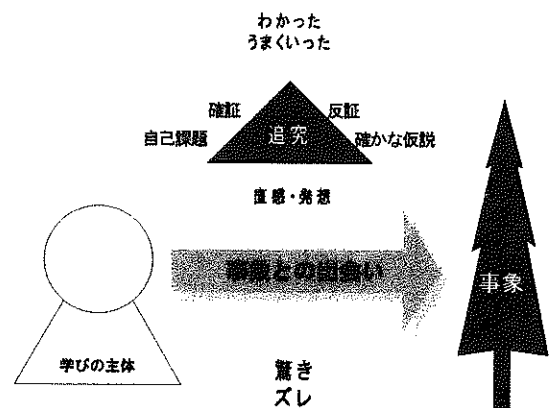 わかった
うまくいった
確証
反証
自己課題
追究
確かな仮説
直感・発想
事象との出会い
事象
学びの主体
驚き
ズレ